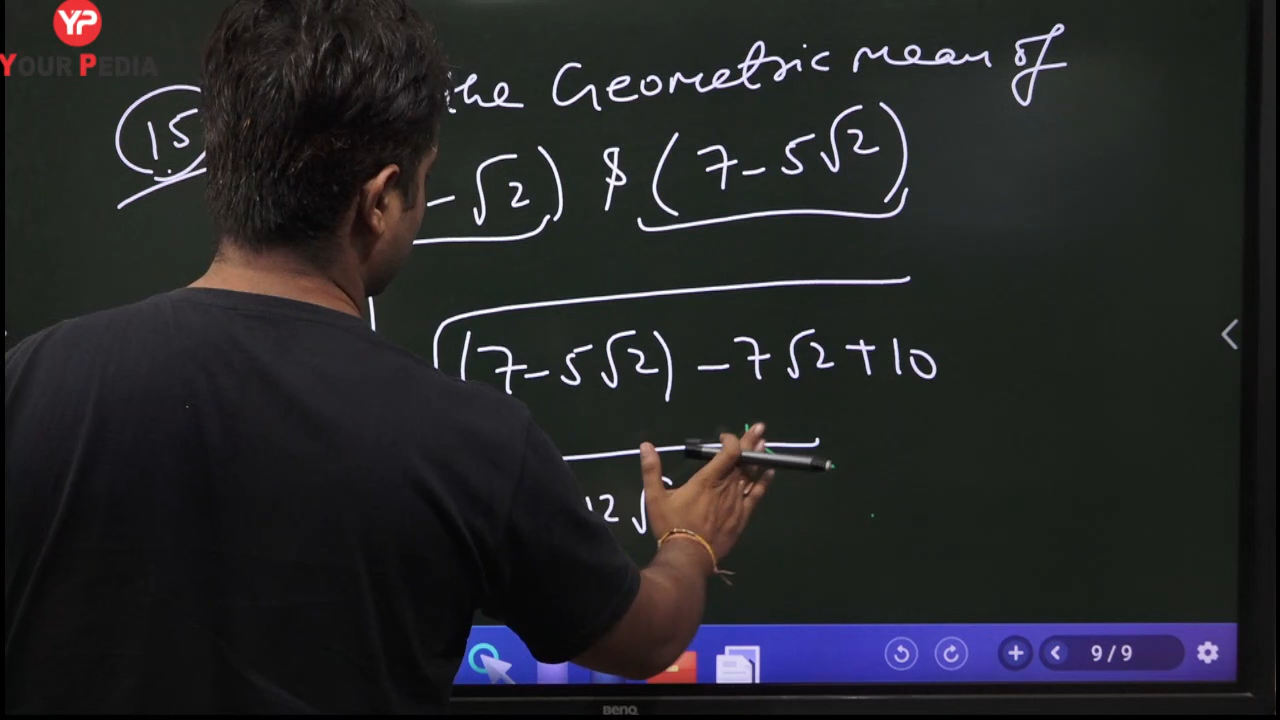 YP
YOUR PEDIA
15 the Geometric mean of
- √2) & (7 - 5√2)
(7 - 5√2) - 7√2 + 10
12√
9/9
BenQ